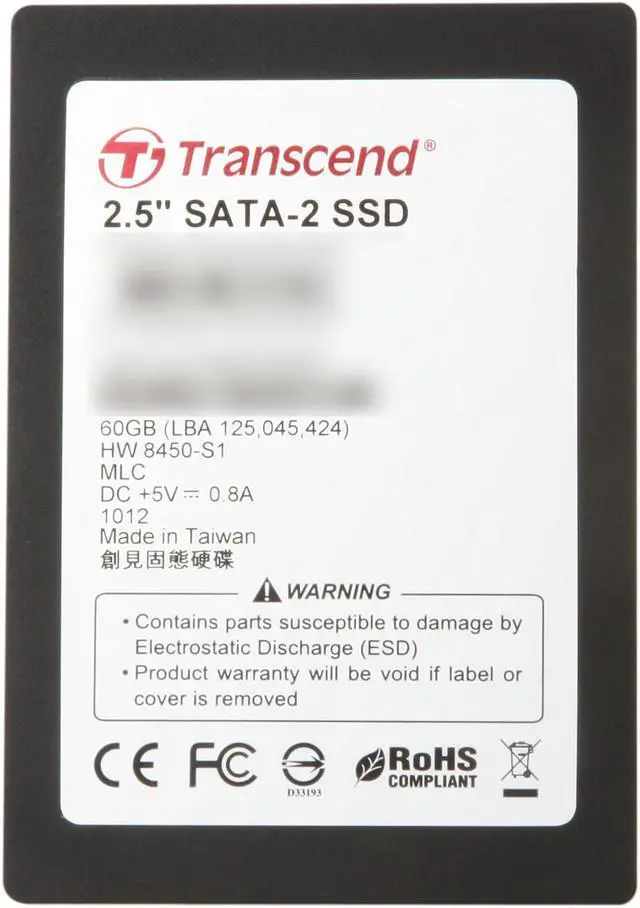 Transcend®
2.5" SATA-2 SSD
60GB (LBA 125,045,424)
HW 8450-S1
MLC
DC +5V⎓ 0.8A
1012
Made in Taiwan
創見固態硬碟
WARNING
• Contains parts susceptible to damage by
Electrostatic Discharge (ESD)
• Product warranty will be void if label or
cover is removed
CE FC D33193 RoHS
COMPLIANT